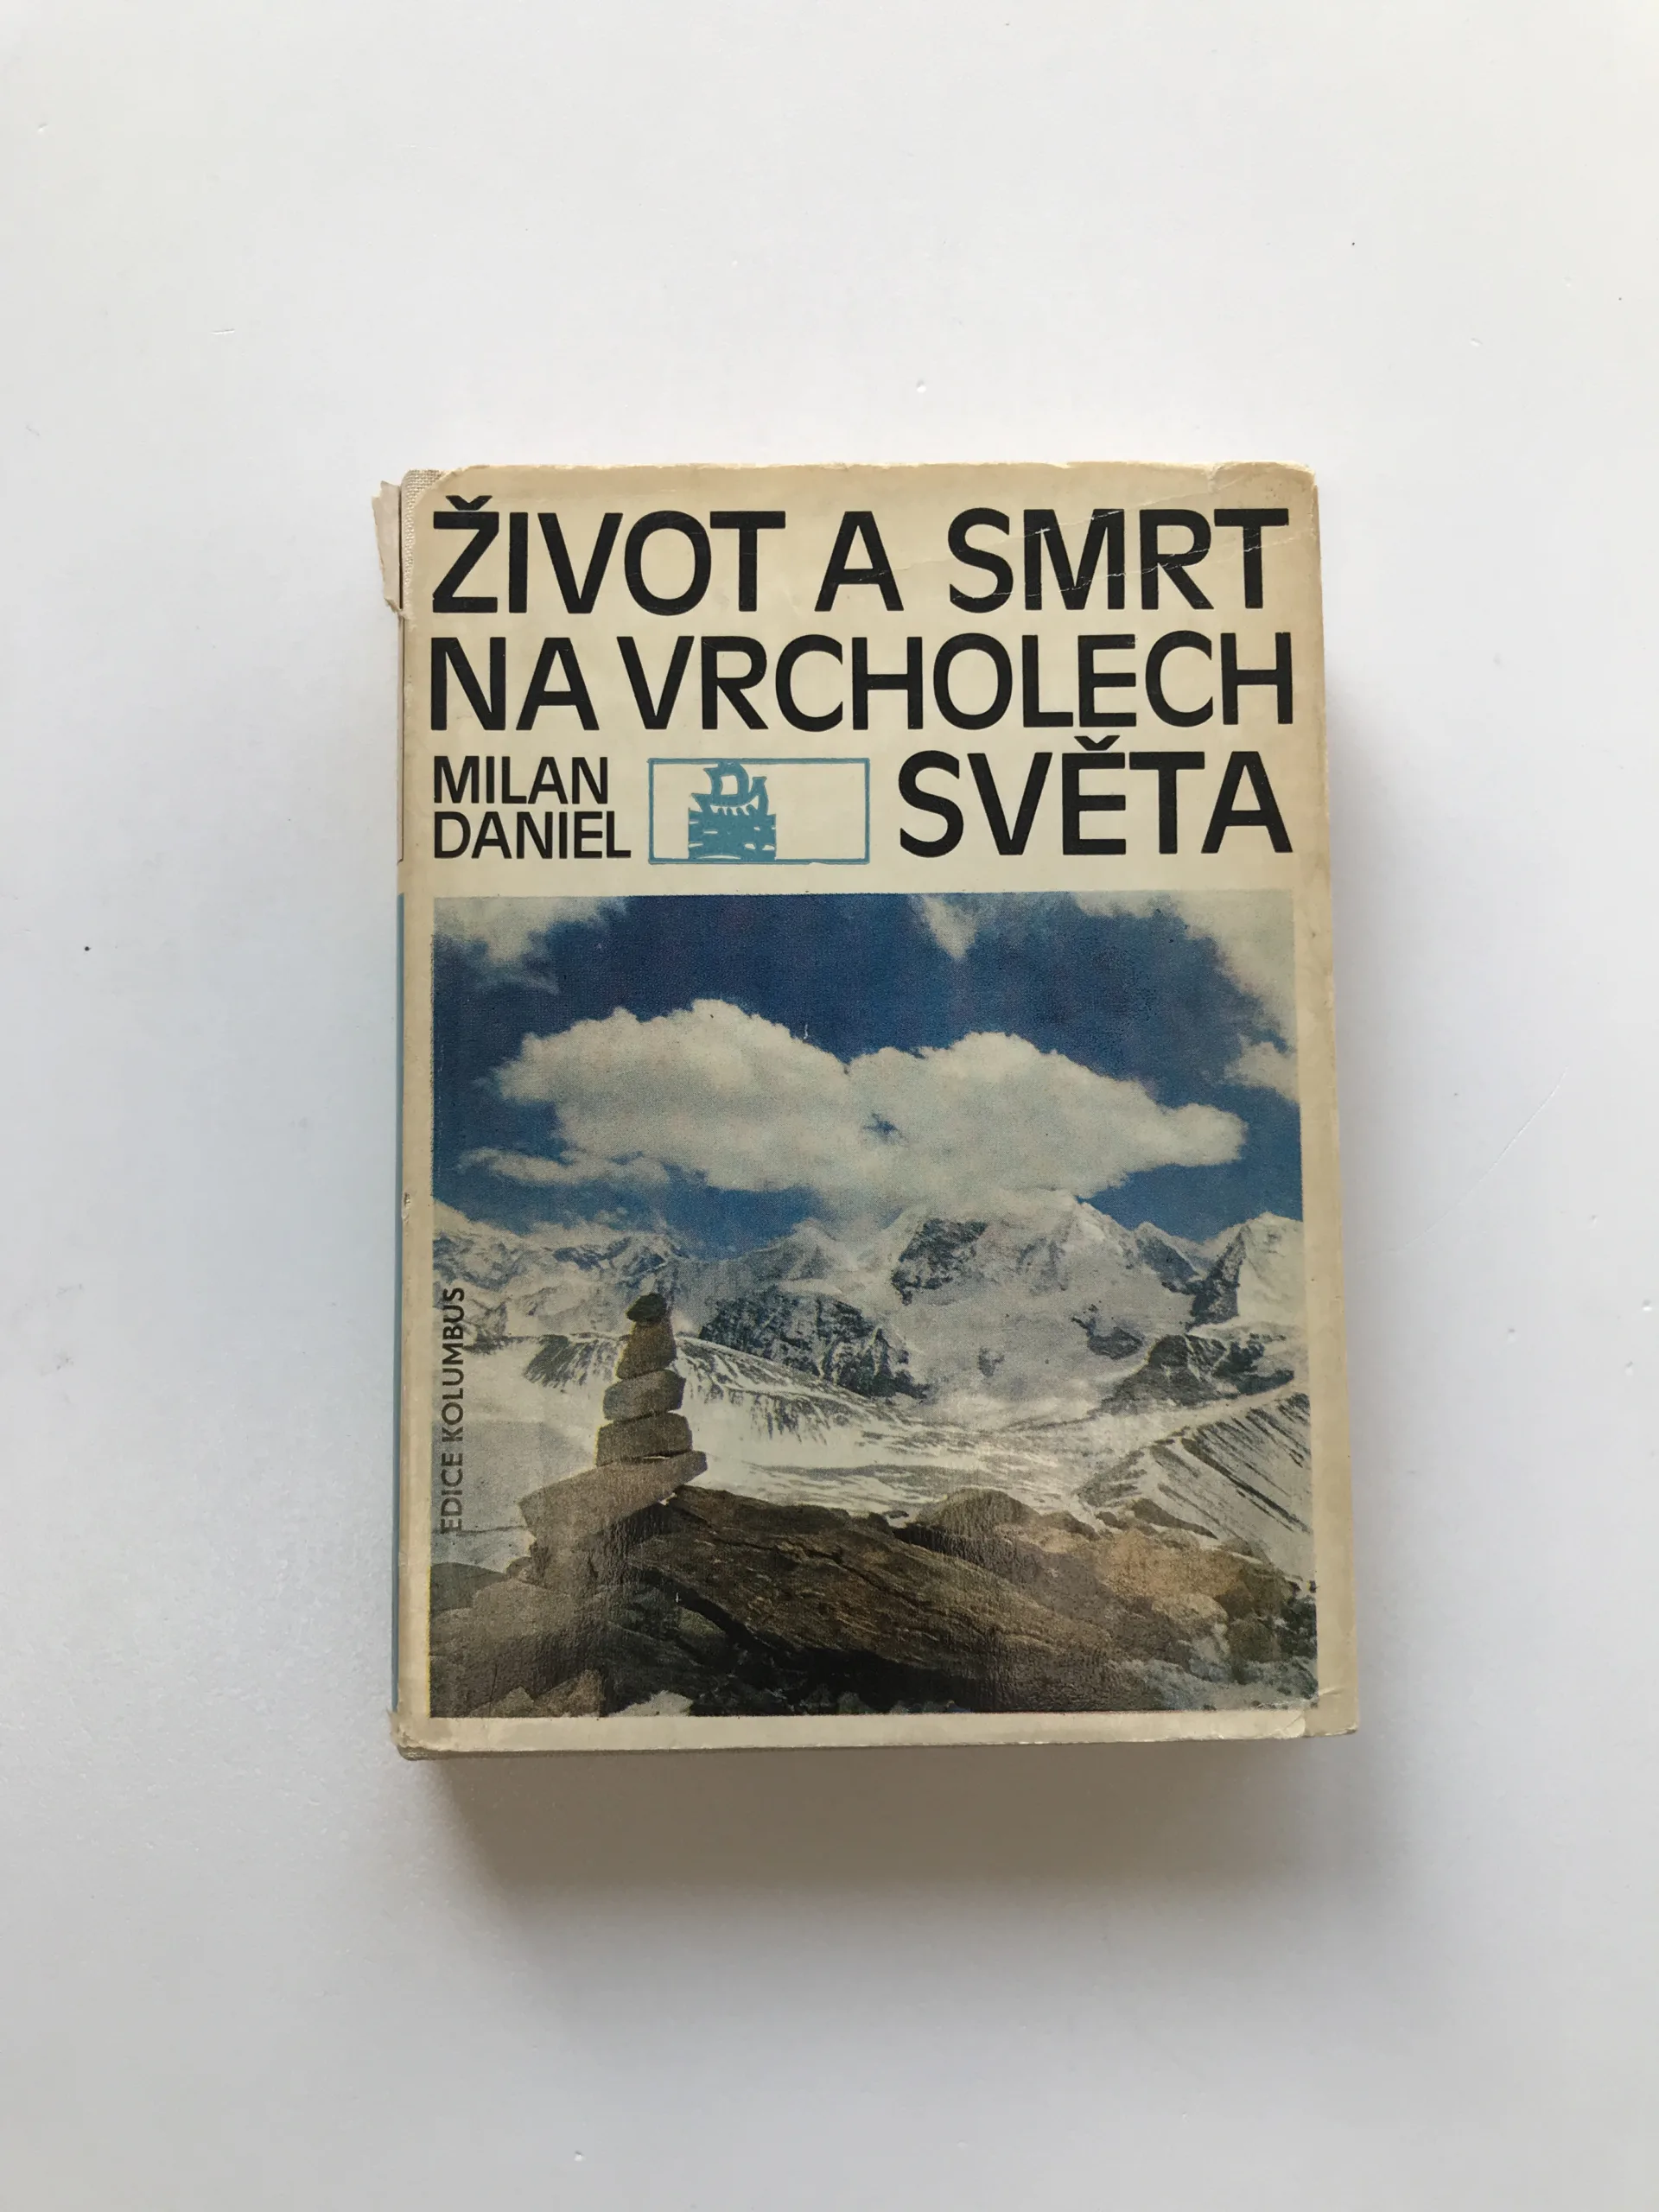 ŽIVOT A SMRT
NA VRCHOLECH
SVĚTA
MILAN
DANIEL
EDICE KOLUMBUS